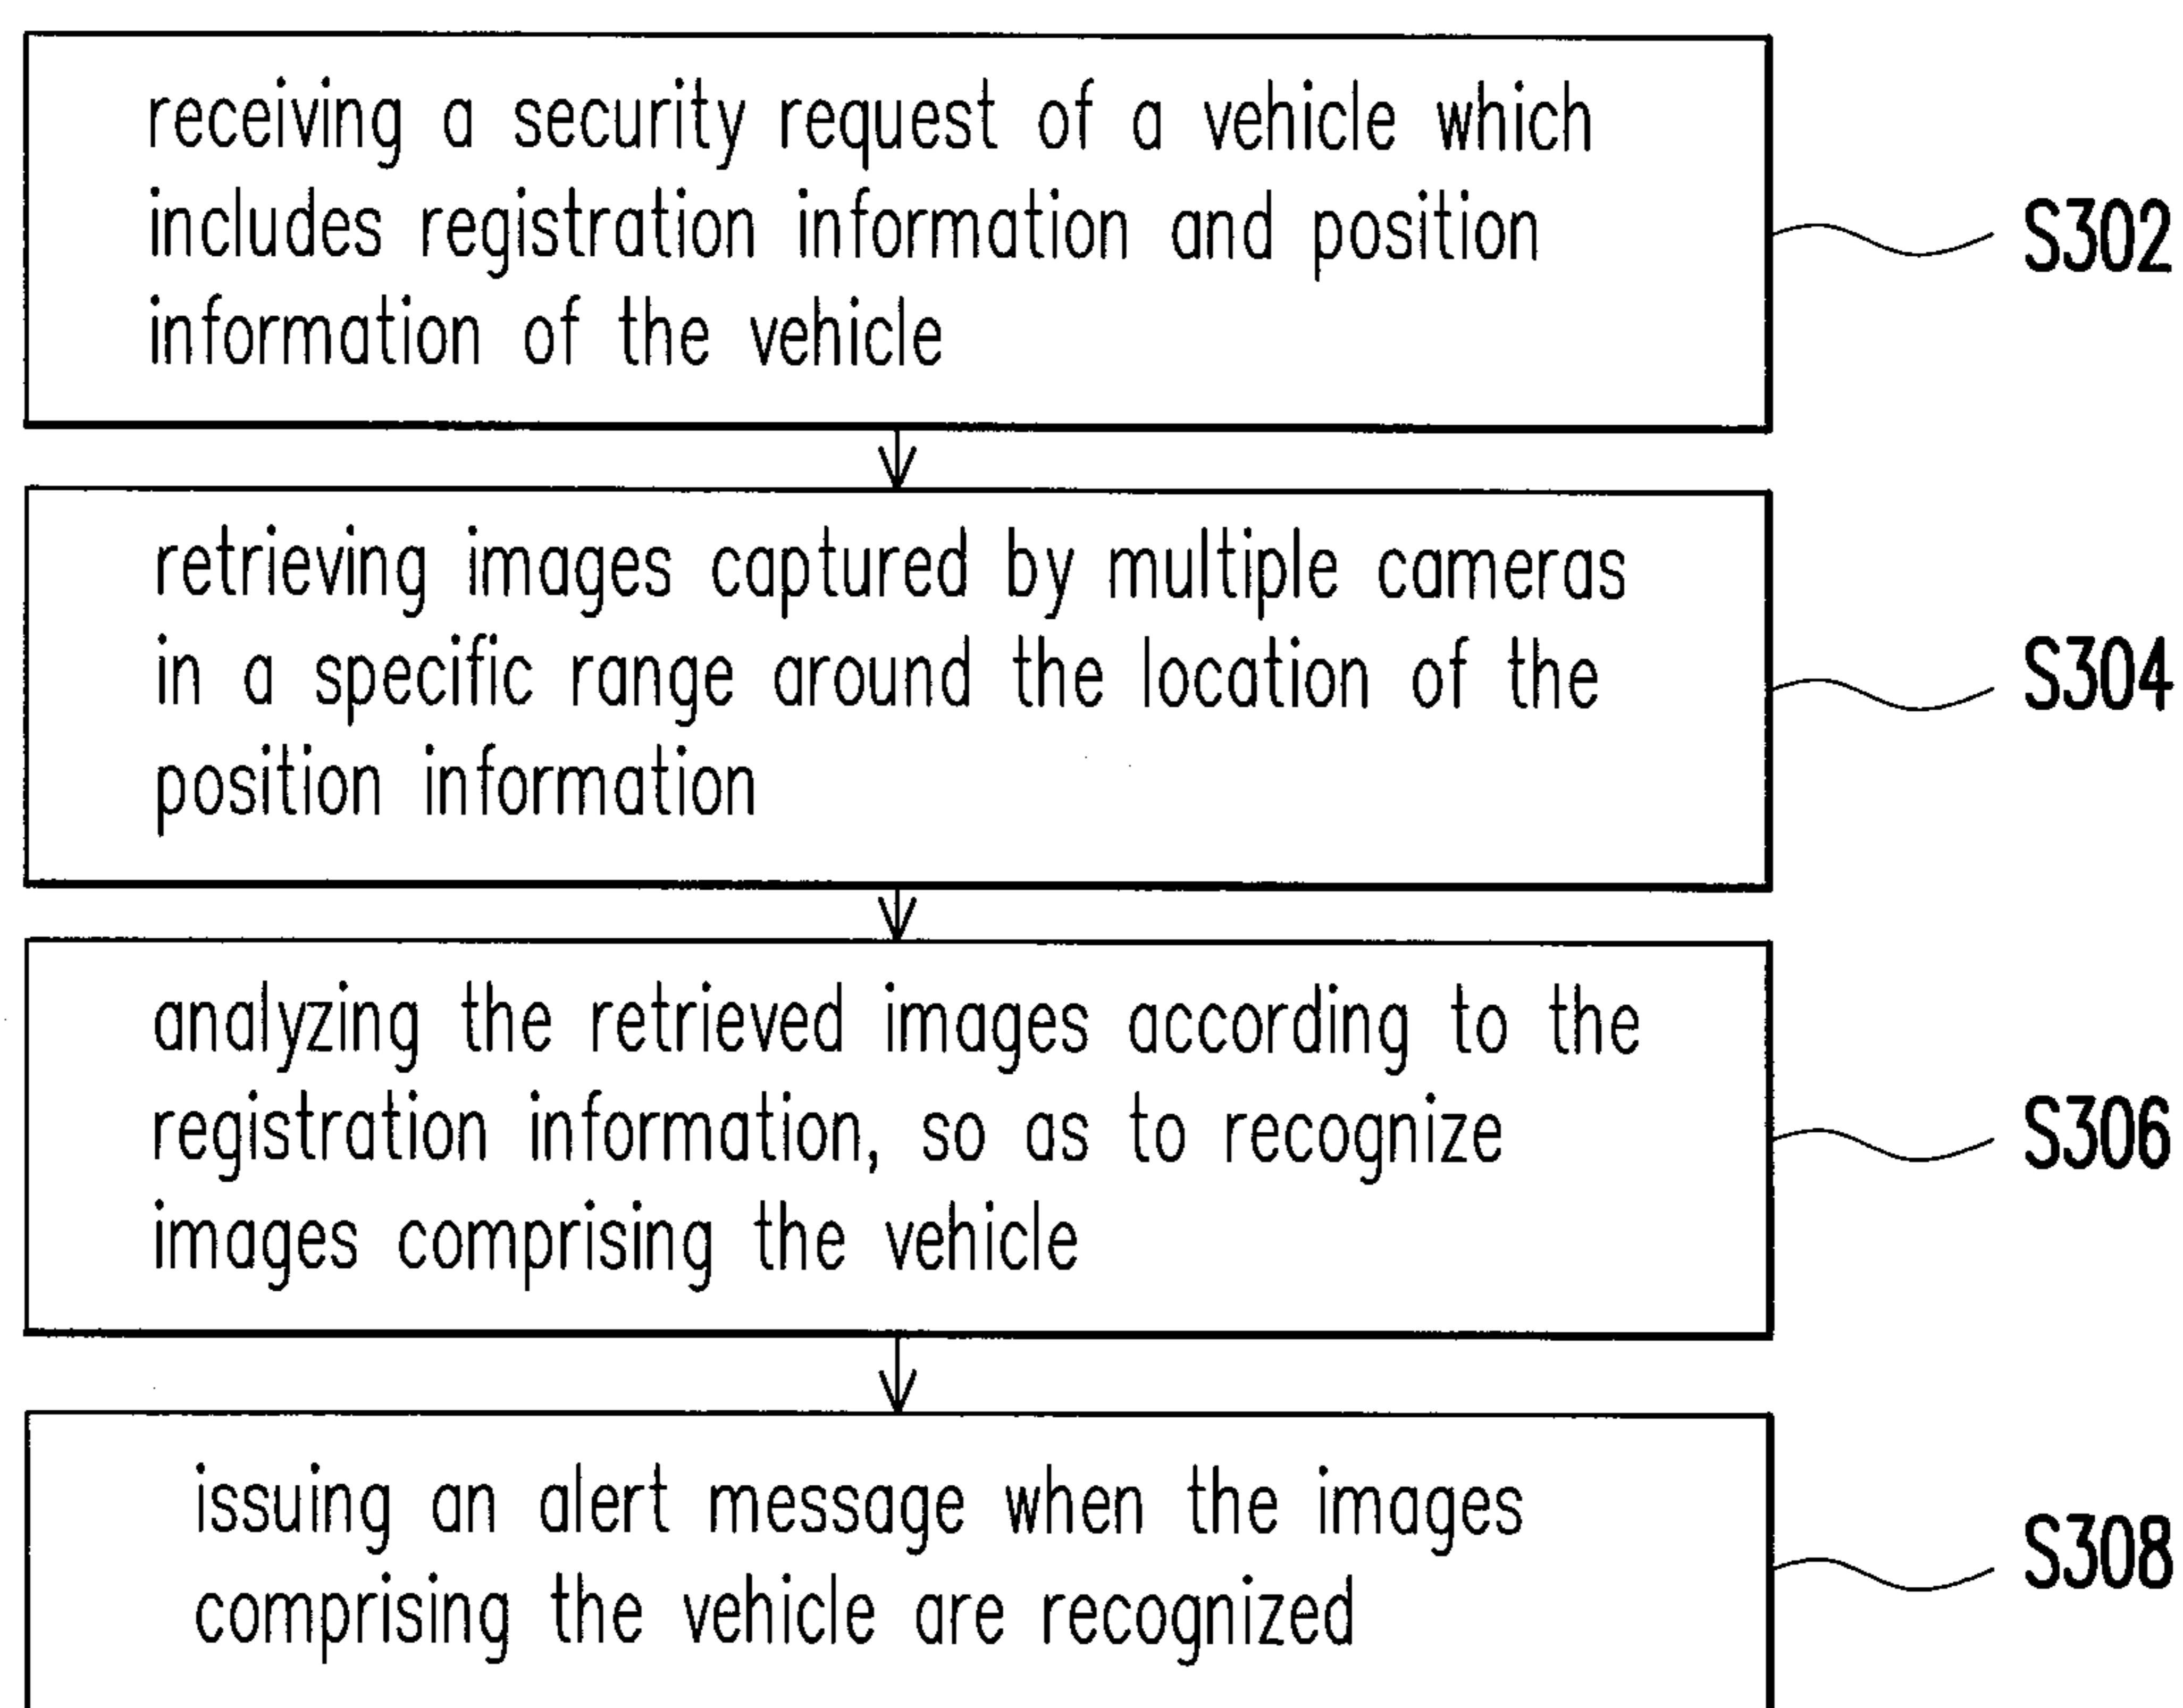 receiving a security request of a vehicle which
includes registration information and position
information of the vehicle
S302
retrieving images captured by multiple cameras
in a specific range around the location of the
position information
S304
analyzing the retrieved images according to the
registration information, so as to recognize
images comprising the vehicle
S306
issuing an alert message when the images
comprising the vehicle are recognized
S308